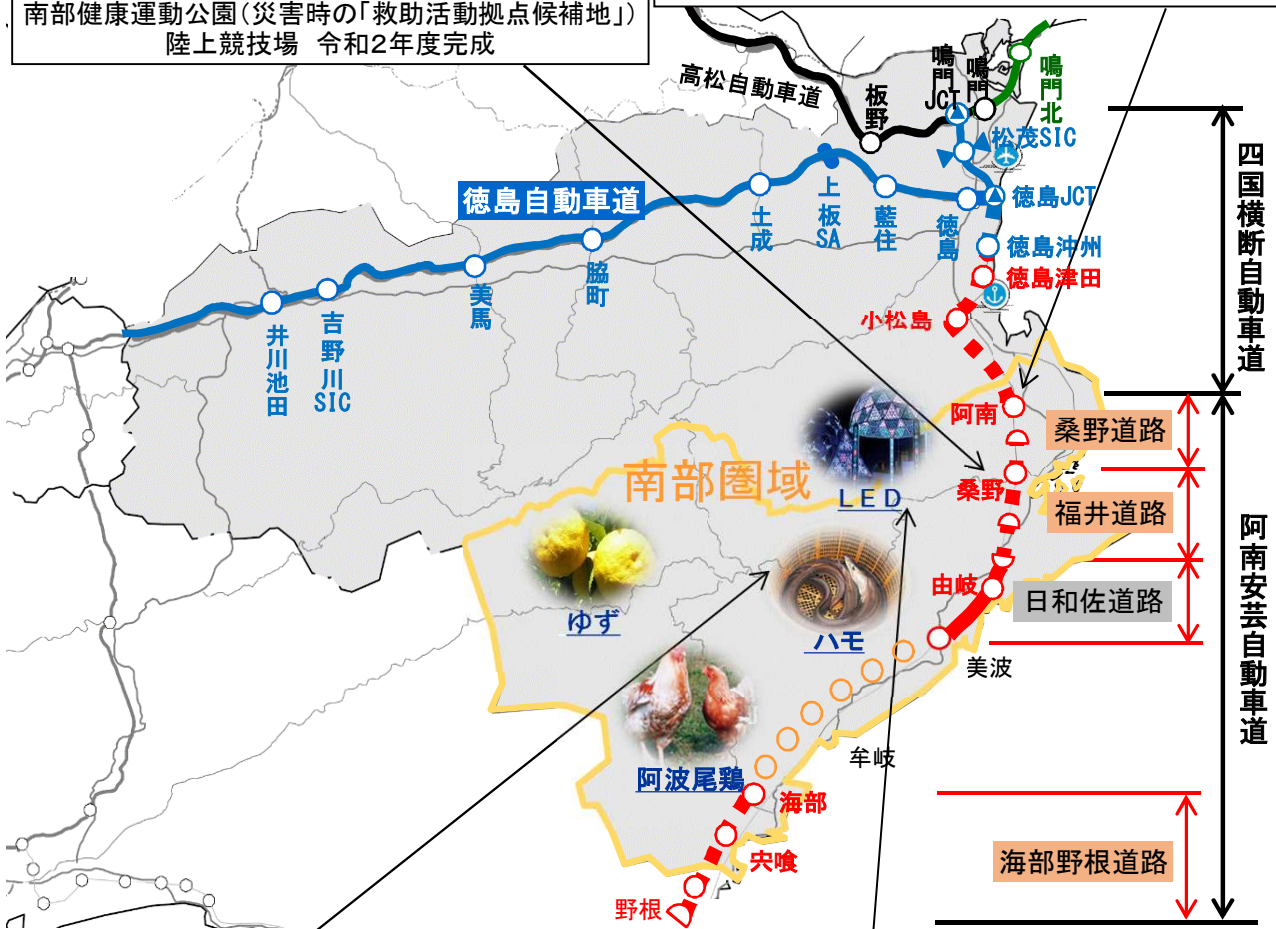 南部健康運動公園(災害時の「救助活動拠点候補地」)
陸上競技場 令和2年度完成
高松自動車道
板野
鳴門JCT
鳴門
鳴門北
松茂SIC
徳島自動車道
土成
上板SA
藍住
徳島
徳島JCT
徳島沖州
徳島津田
脇町
美馬
吉野川SIC
井川池田
小松島
四国横断自動車道
阿南
桑野道路
南部圏域
LED
桑野
福井道路
阿南安芸自動車道
ゆず
ハモ
由岐
日和佐道路
美波
牟岐
阿波尾鶏
海部
宍喰
海部野根道路
野根